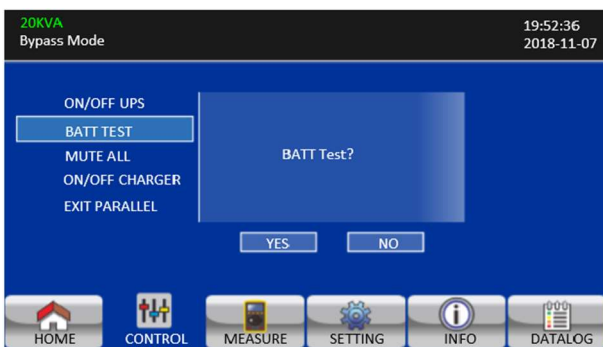 20KVA
Bypass Mode
19:52:36
2018-11-07
ON/OFF UPS
BATT TEST
MUTE ALL
ON/OFF CHARGER
EXIT PARALLEL
BATT Test?
YES NO
HOME CONTROL MEASURE SETTING INFO DATALOG